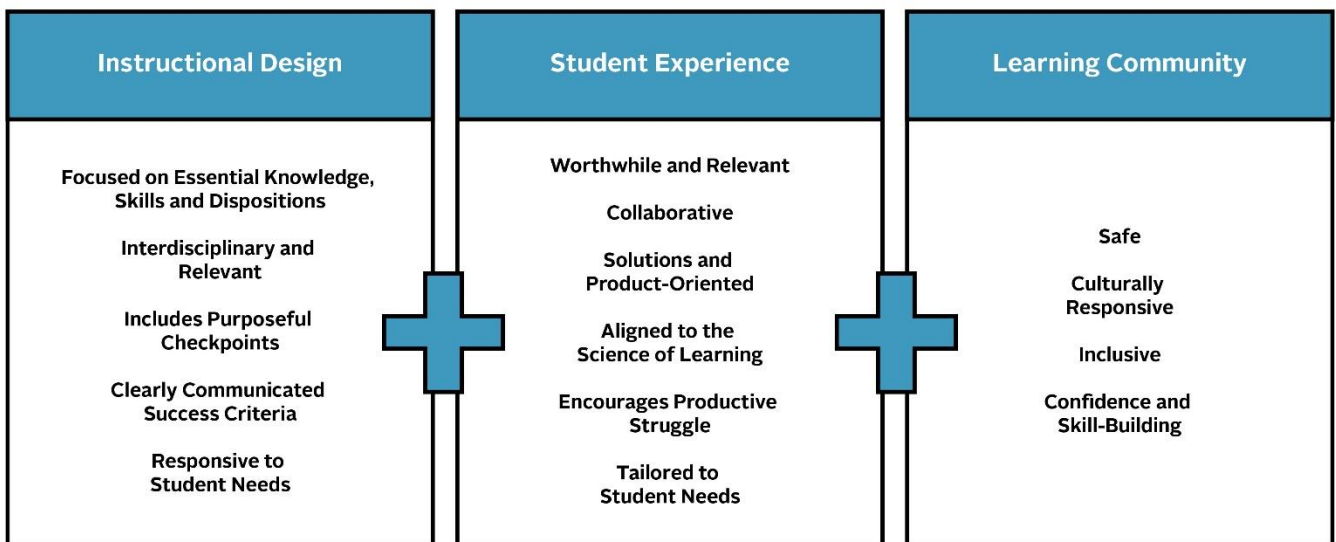 Instructional Design
Focused on Essential Knowledge,
Skills and Dispositions
Interdisciplinary and
Relevant
Includes Purposeful
Checkpoints
Clearly Communicated
Success Criteria
Responsive to
Student Needs
Student Experience
Worthwhile and Relevant
Collaborative
Solutions and
Product-Oriented
Aligned to the
Science of Learning
Encourages Productive
Struggle
Tailored to
Student Needs
Learning Community
Safe
Culturally
Responsive
Inclusive
Confidence and
Skill-Building